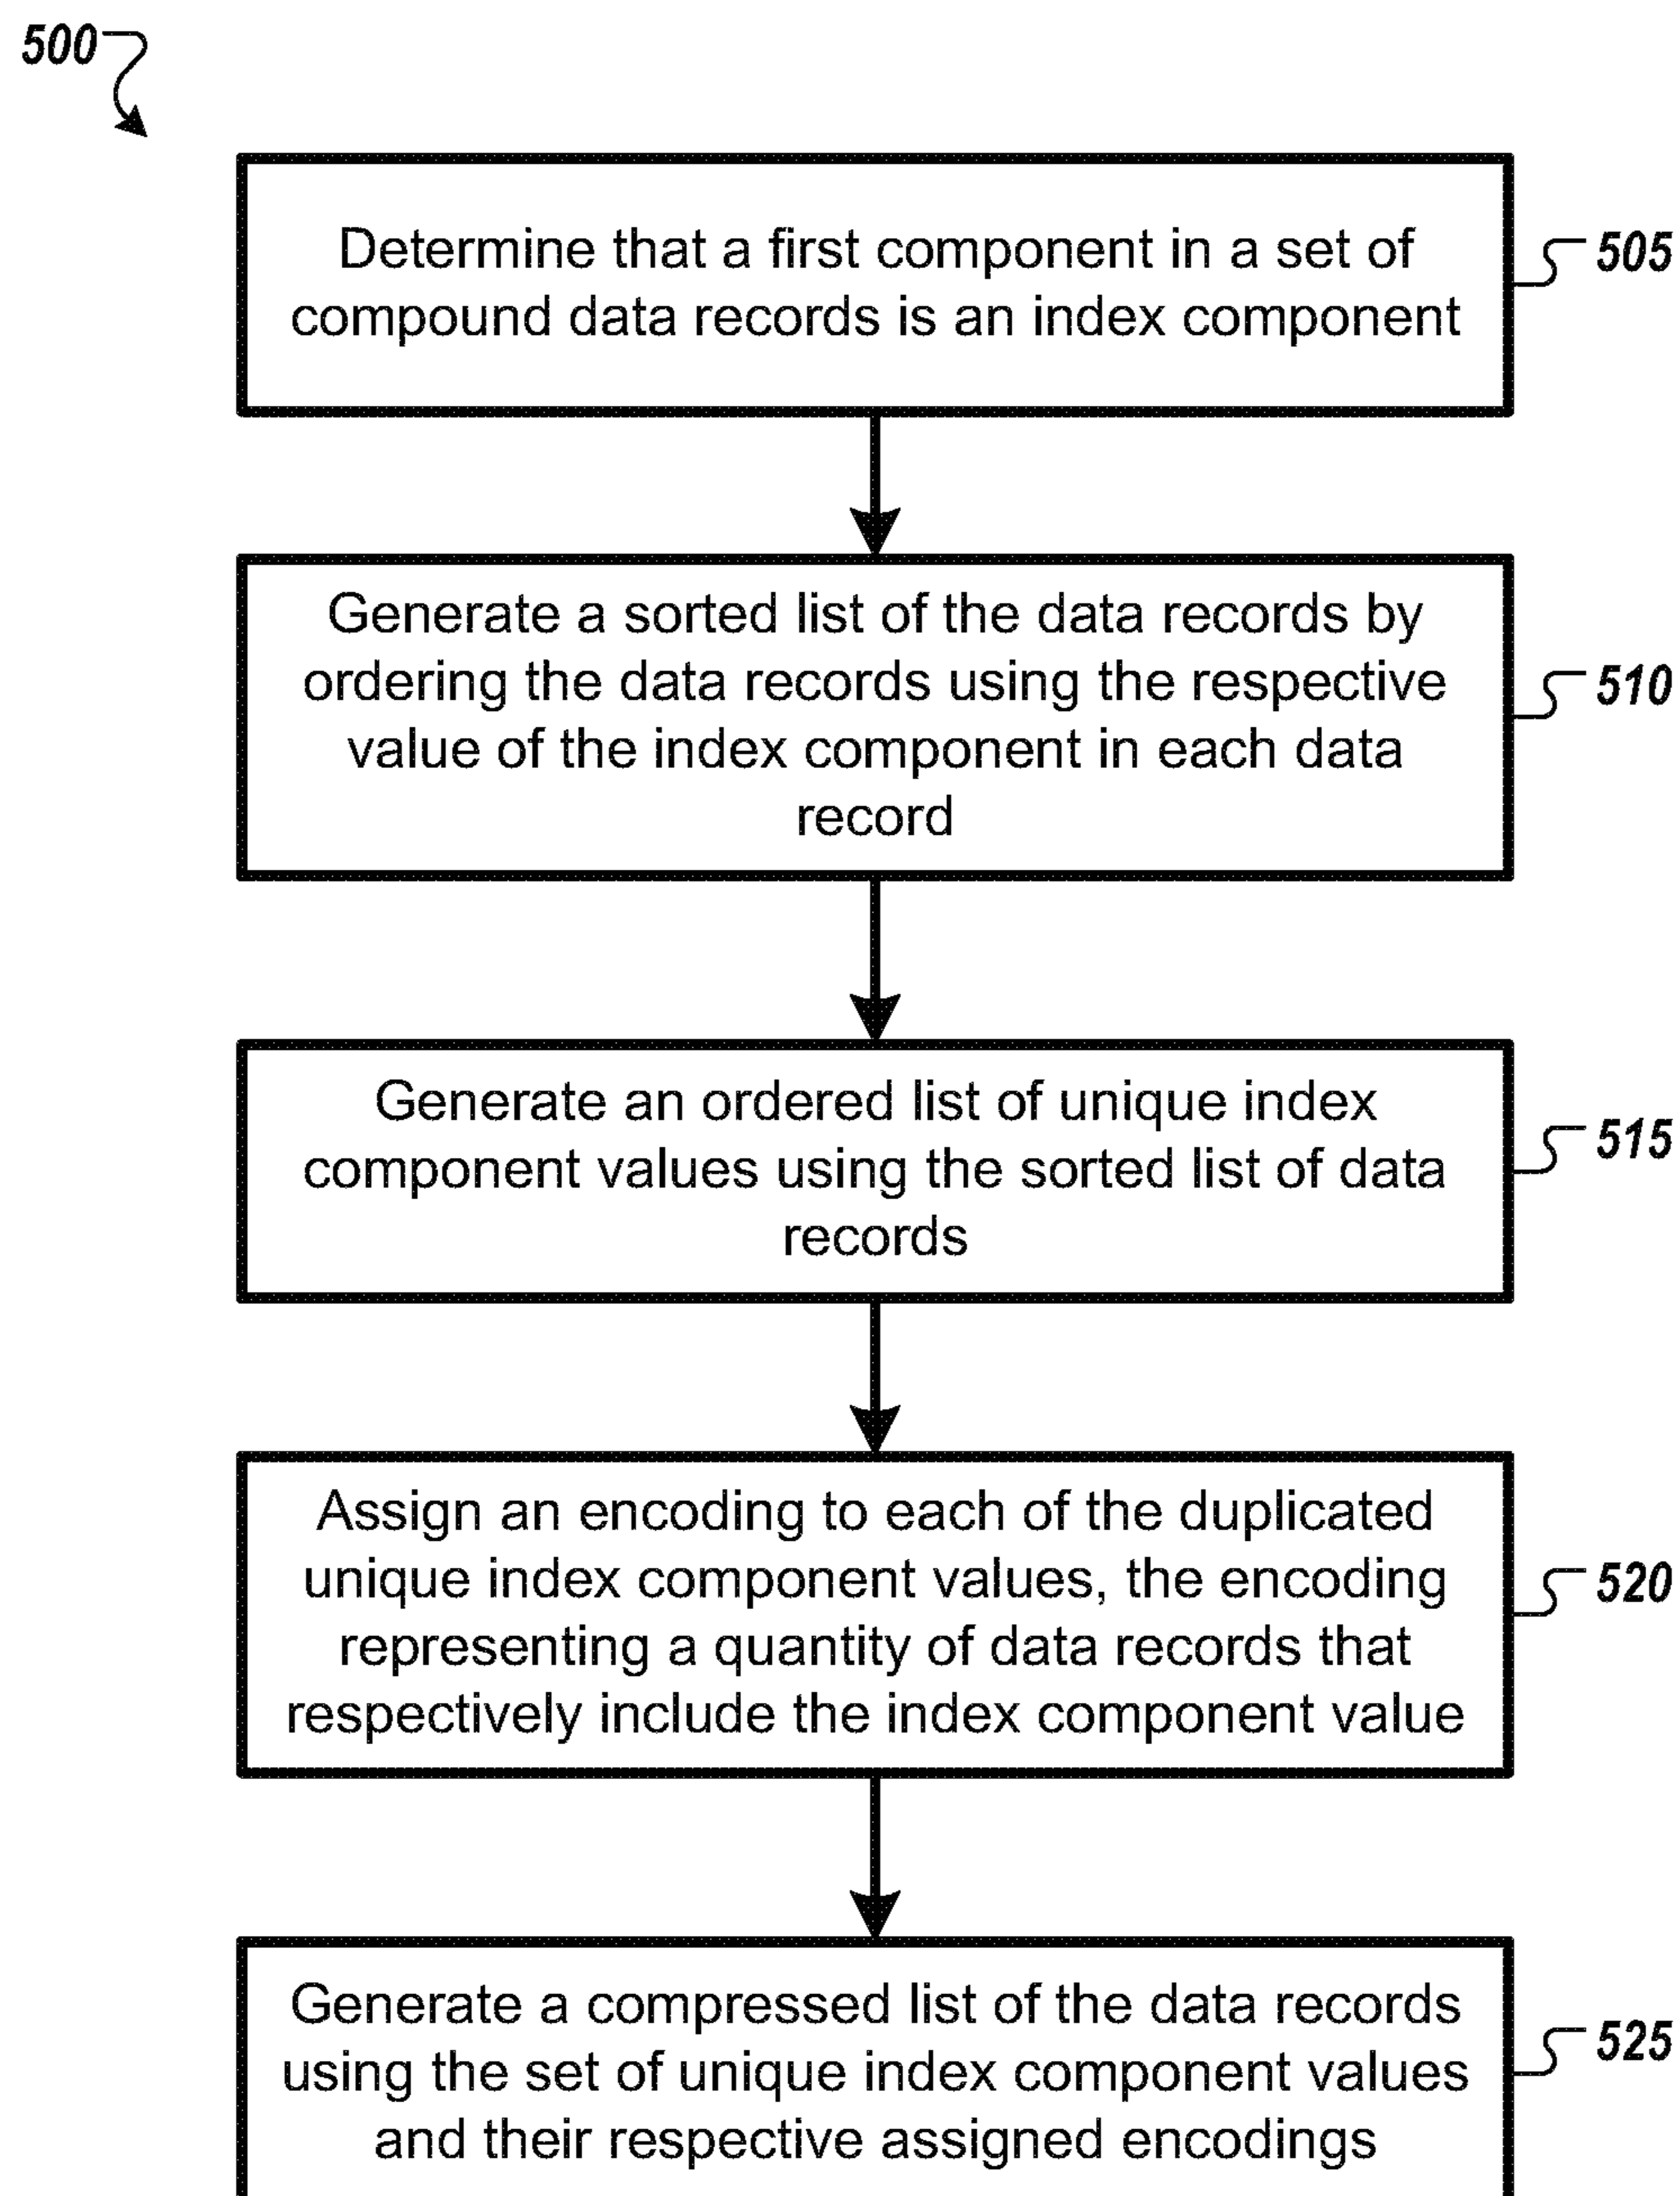 500
Determine that a first component in a set of
compound data records is an index component
505
Generate a sorted list of the data records by
ordering the data records using the respective
value of the index component in each data
record
510
Generate an ordered list of unique index
component values using the sorted list of data
records
515
Assign an encoding to each of the duplicated
unique index component values, the encoding
representing a quantity of data records that
respectively include the index component value
520
Generate a compressed list of the data records
using the set of unique index component values
and their respective assigned encodings
525